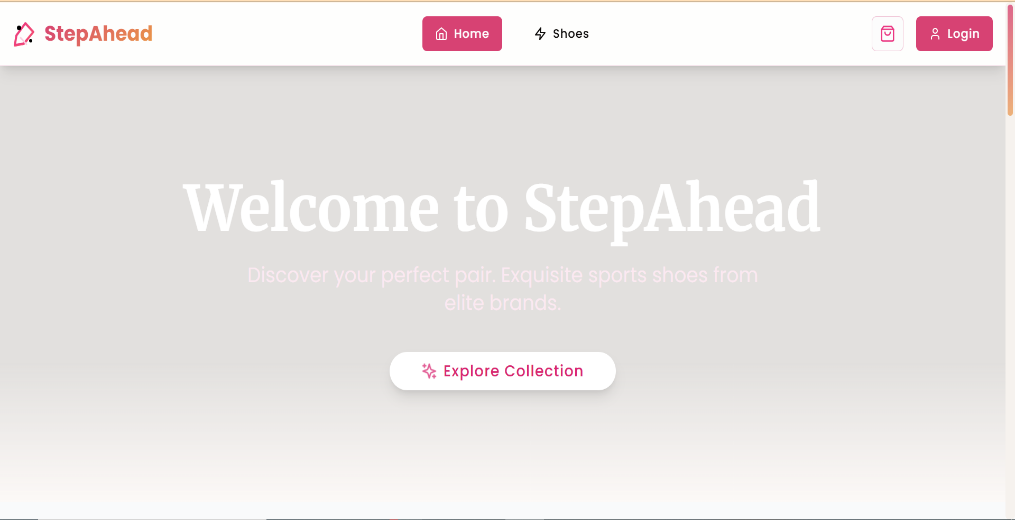 StepAhead
Home
Shoes
Login
Welcome to StepAhead
Discover your perfect pair. Exquisite sports shoes from
elite brands.
Explore Collection